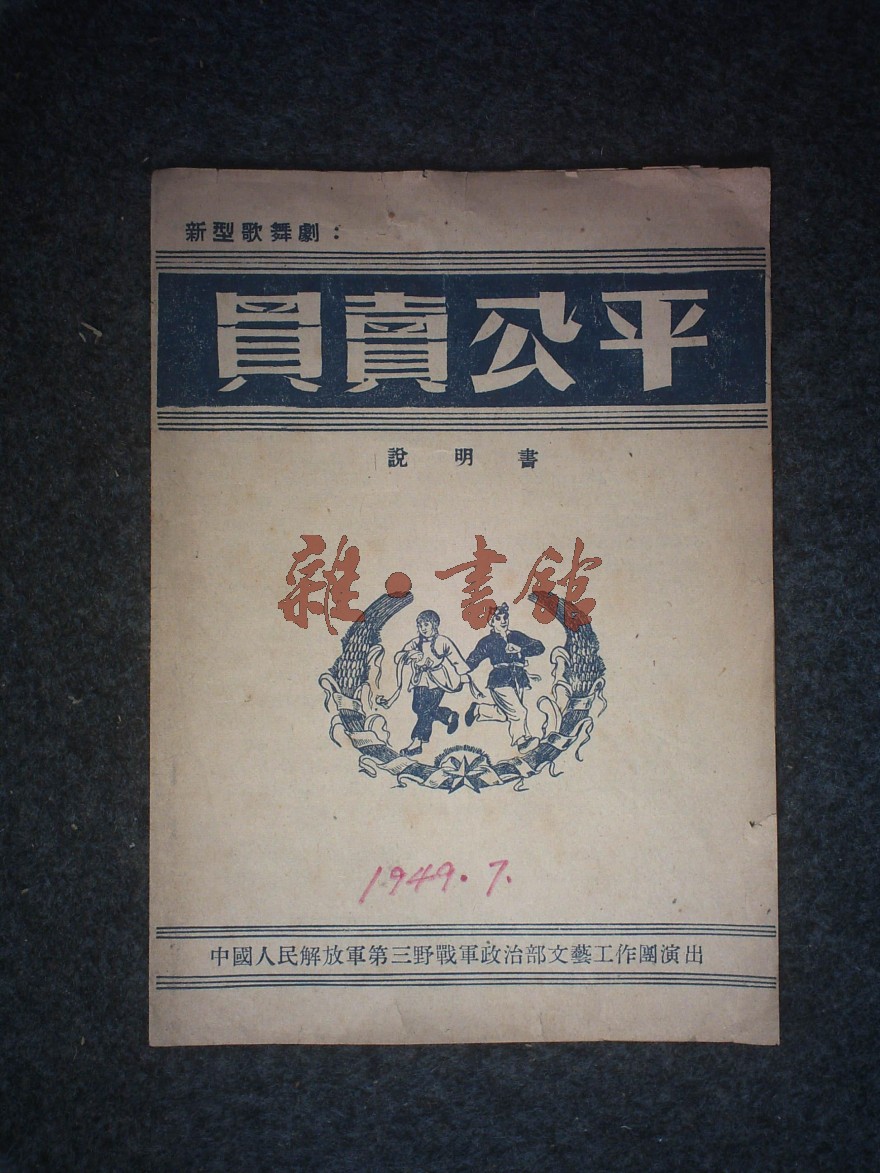 新型歌舞劇：
買賣公平
說明書
雜·書館
1949.7.
中國人民解放軍第三野戰軍政治部文藝工作團演出